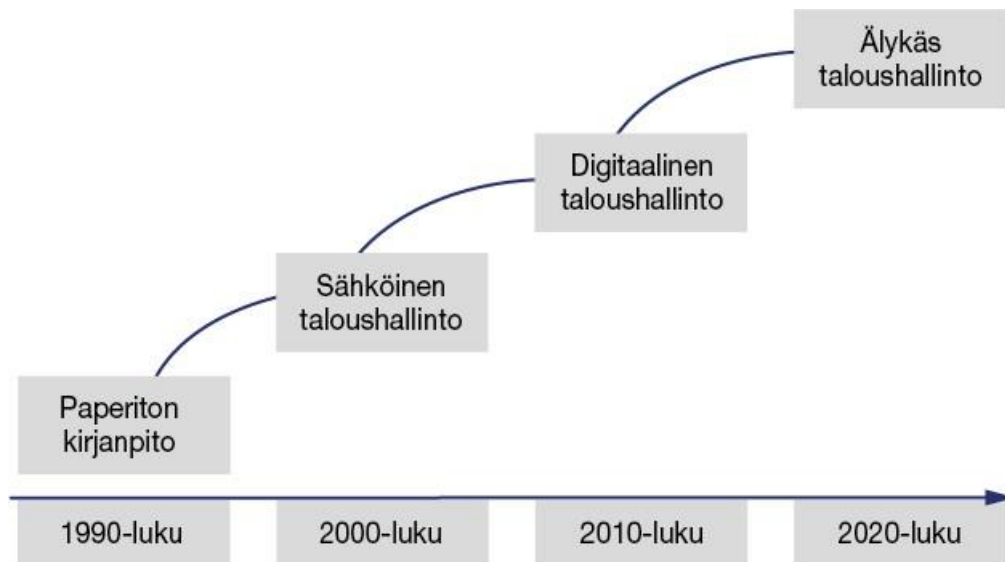 Älykäs
taloushallinto
Digitaalinen
taloushallinto
Sähköinen
taloushallinto
Paperiton
kirjanpito
1990-luku
2000-luku
2010-luku
2020-luku